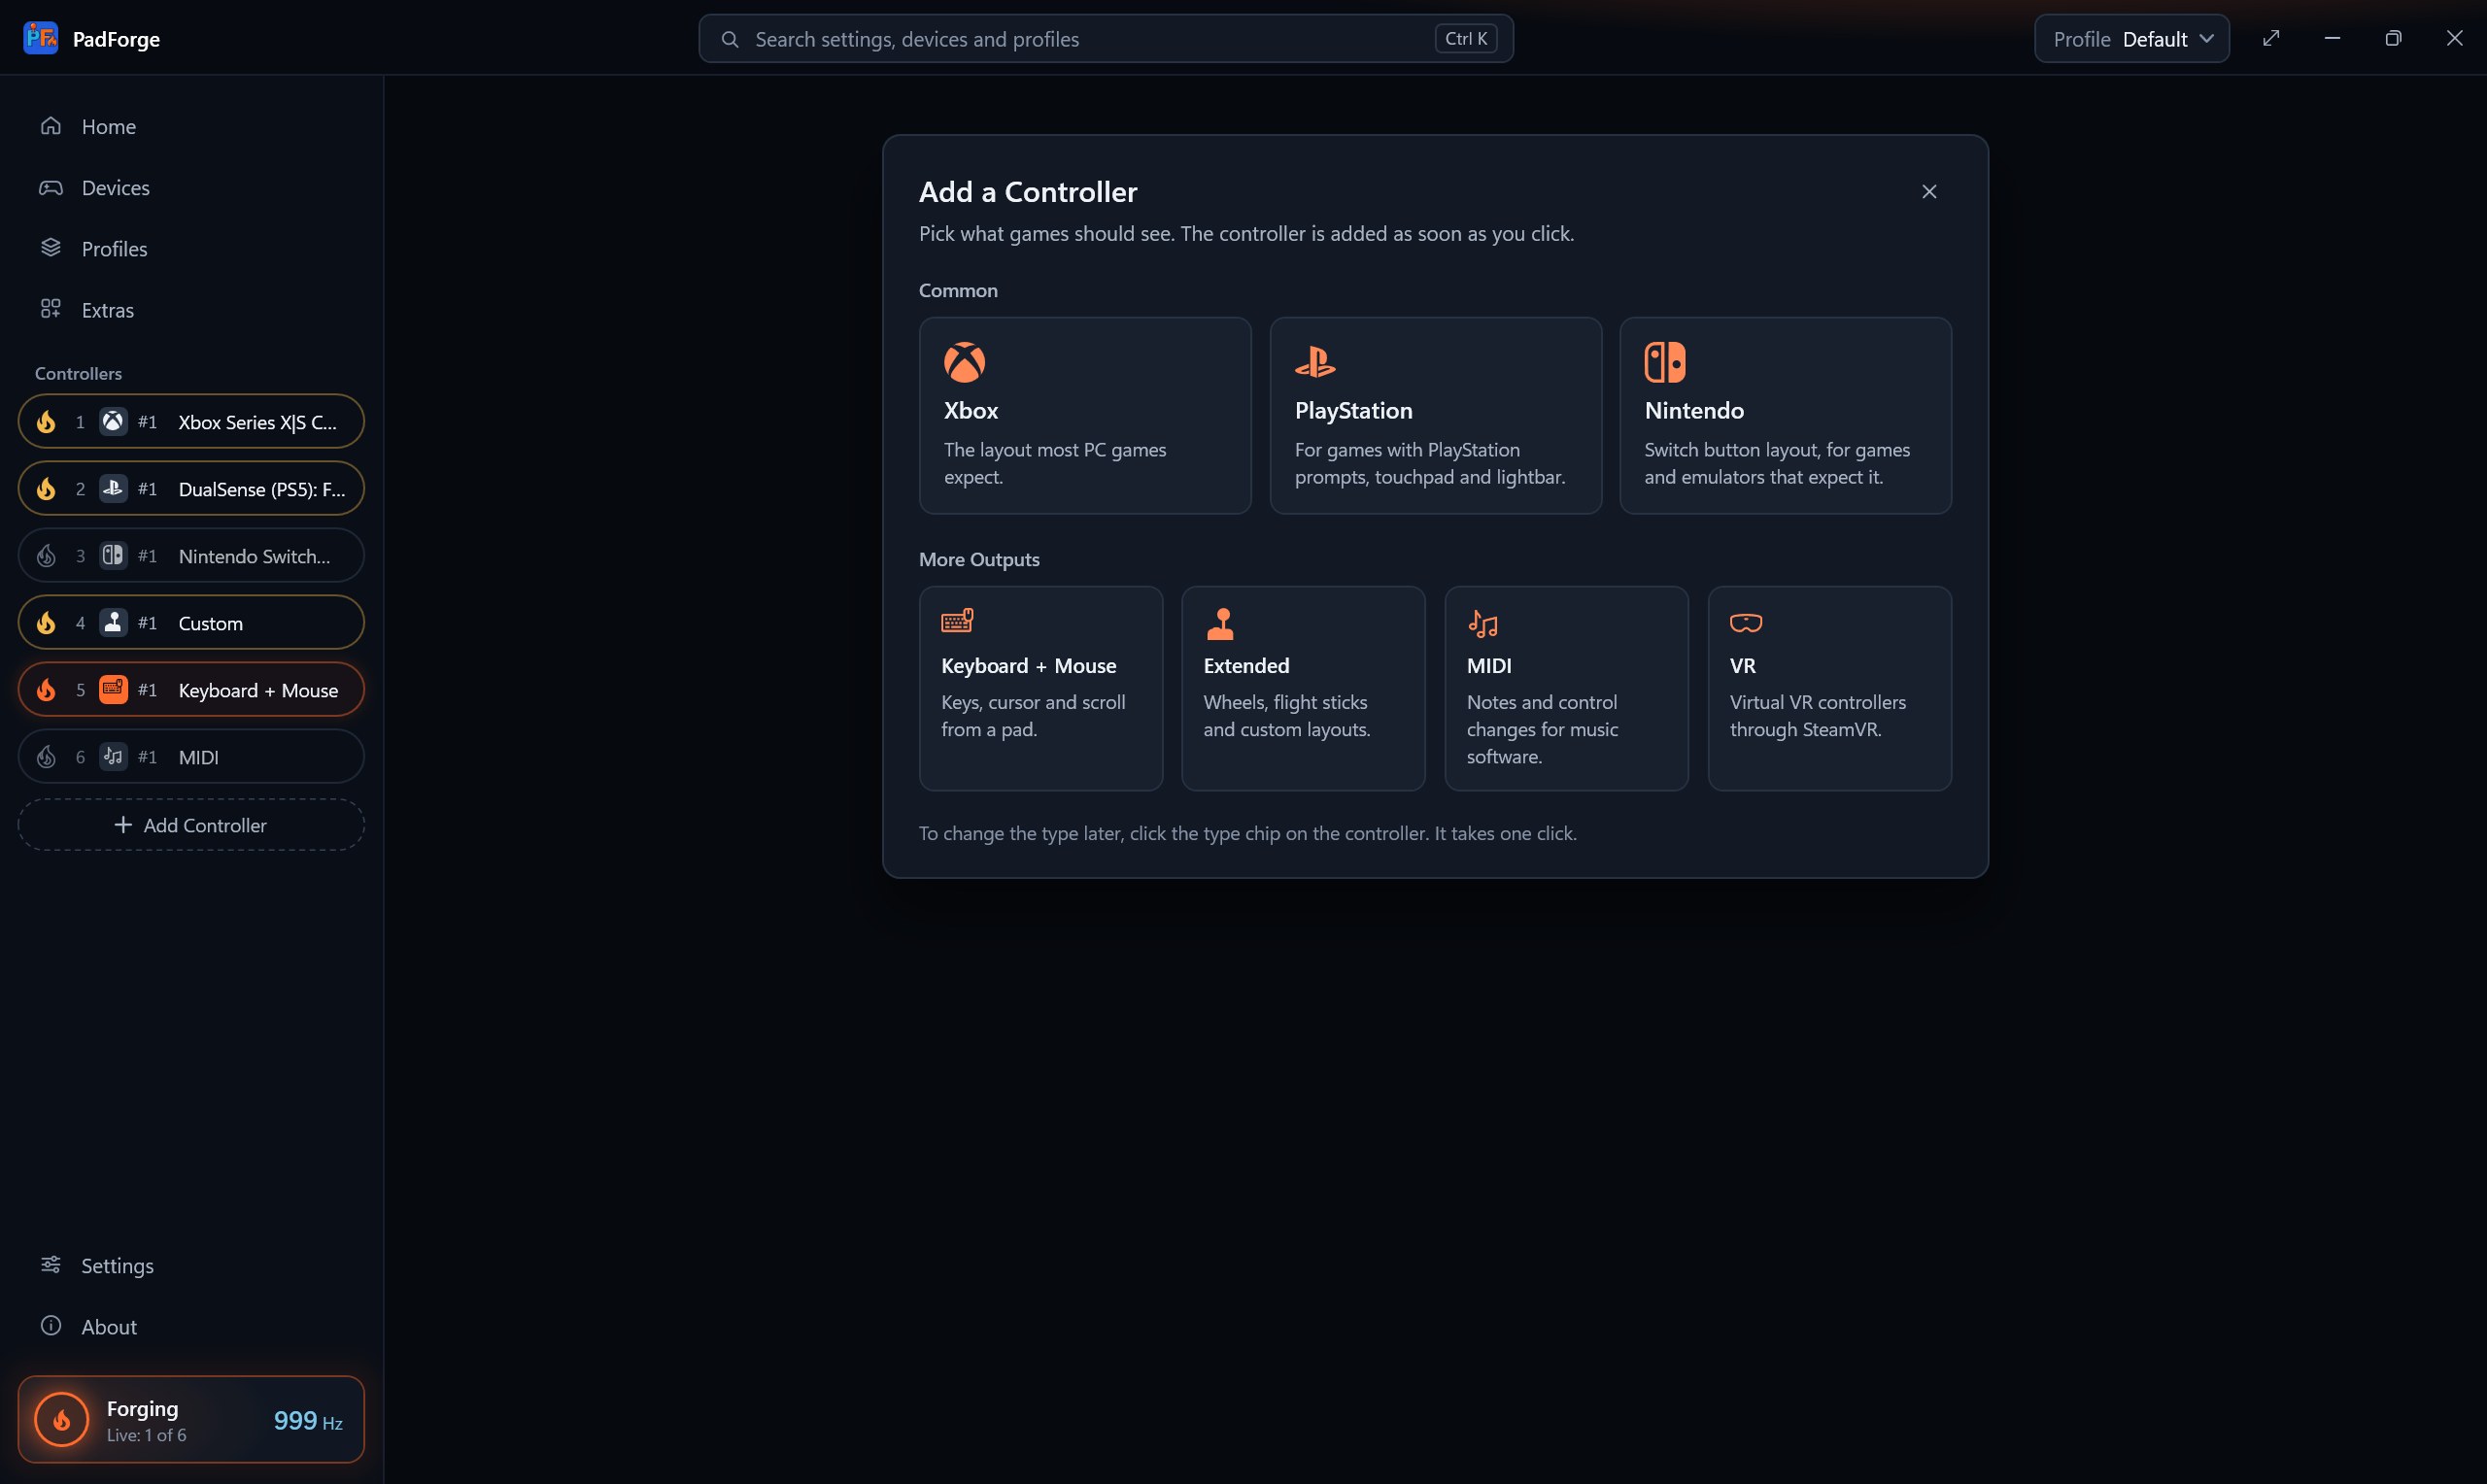 PF PadForge
Search settings, devices and profiles
Ctrl K
Profile Default
Home
Devices
Profiles
Extras
Controllers
1 #1 Xbox Series X|S C...
2 #1 DualSense (PS5): F...
3 #1 Nintendo Switch...
4 #1 Custom
5 #1 Keyboard + Mouse
6 #1 MIDI
Add Controller
Settings
About
Forging
Live: 1 of 6
999 Hz
Add a Controller
Pick what games should see. The controller is added as soon as you click.
Common
Xbox
The layout most PC games
expect.
PlayStation
For games with PlayStation
prompts, touchpad and lightbar.
Nintendo
Switch button layout, for games
and emulators that expect it.
More Outputs
Keyboard + Mouse
Keys, cursor and scroll
from a pad.
Extended
Wheels, flight sticks
and custom layouts.
MIDI
Notes and control
changes for music
software.
VR
Virtual VR controllers
through SteamVR.
To change the type later, click the type chip on the controller. It takes one click.